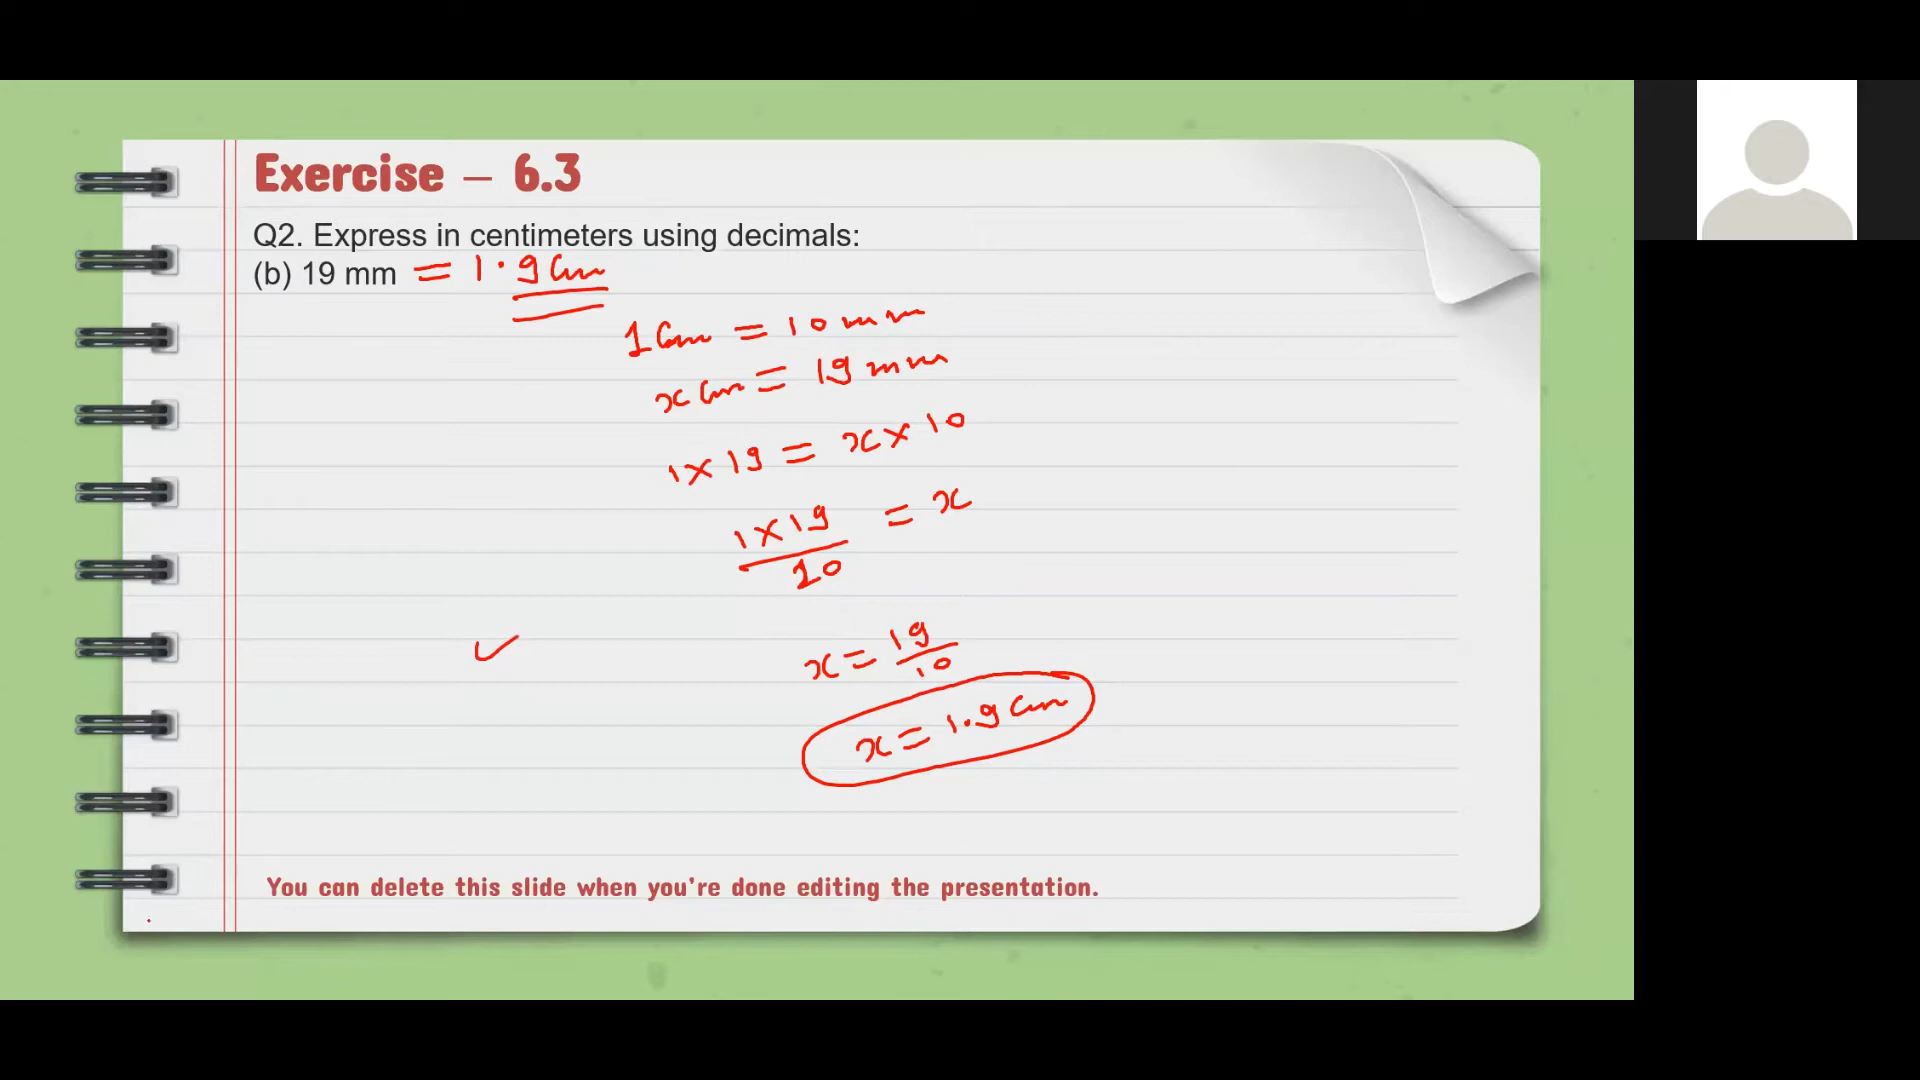 Exercise – 6.3
Q2. Express in centimeters using decimals:
(b) 19 mm = 1.9 cm
1 cm = 10 mm
x cm = 19 mm
1 × 19 = x × 10
1 × 19 / 10 = x
x = 19 / 10
x = 1.9 cm
You can delete this slide when you're done editing the presentation.